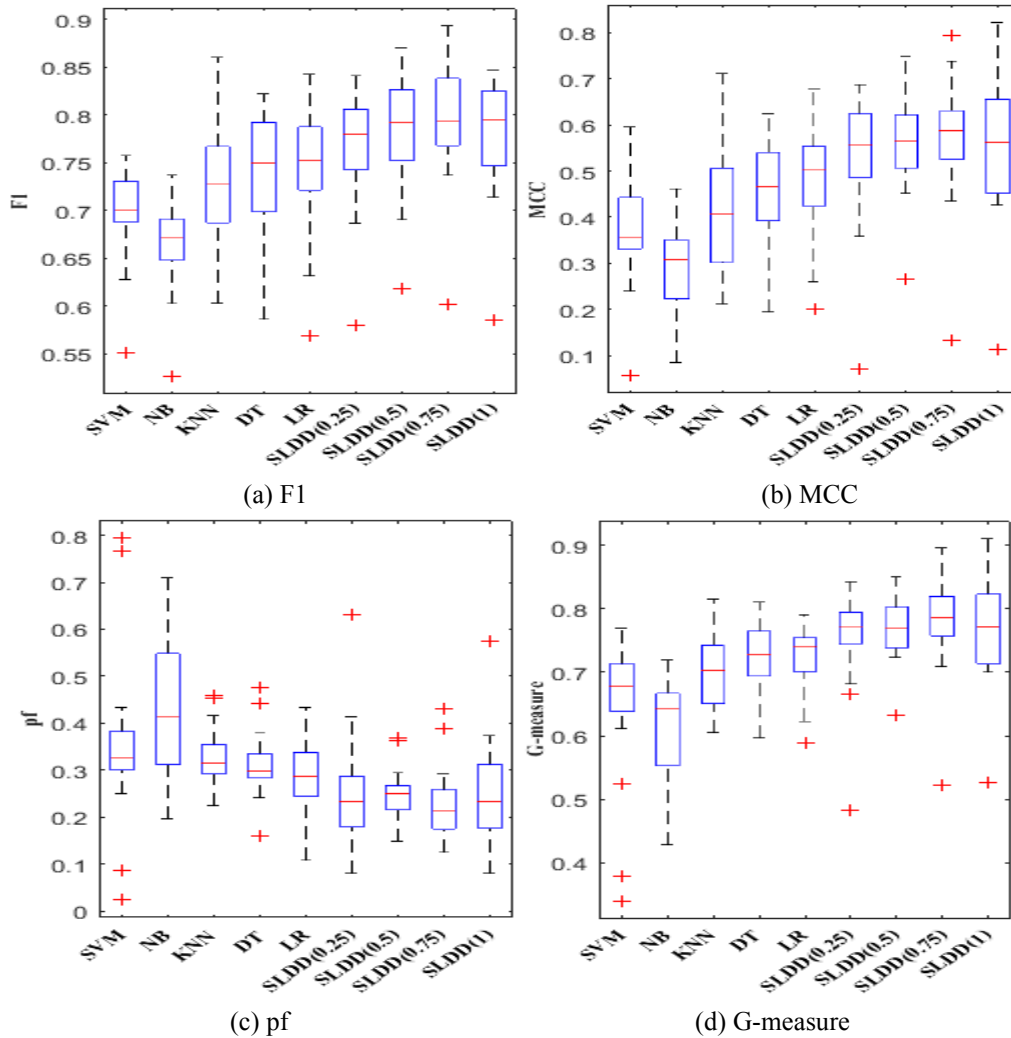 0.9
0.85
0.8
0.75
0.7
0.65
0.6
0.55
F1
SVM
NB
KNN
DT
LR
SLDD(0.25)
SLDD(0.5)
SLDD(0.75)
SLDD(1)
(a) F1
0.8
0.7
0.6
0.5
0.4
0.3
0.2
0.1
MCC
SVM
NB
KNN
DT
LR
SLDD(0.25)
SLDD(0.5)
SLDD(0.75)
SLDD(1)
(b) MCC
0.8
0.7
0.6
0.5
0.4
0.3
0.2
0.1
0
pf
SVM
NB
KNN
DT
LR
SLDD(0.25)
SLDD(0.5)
SLDD(0.75)
SLDD(1)
(c) pf
0.9
0.8
0.7
0.6
0.5
0.4
G-measure
SVM
NB
KNN
DT
LR
SLDD(0.25)
SLDD(0.5)
SLDD(0.75)
SLDD(1)
(d) G-measure